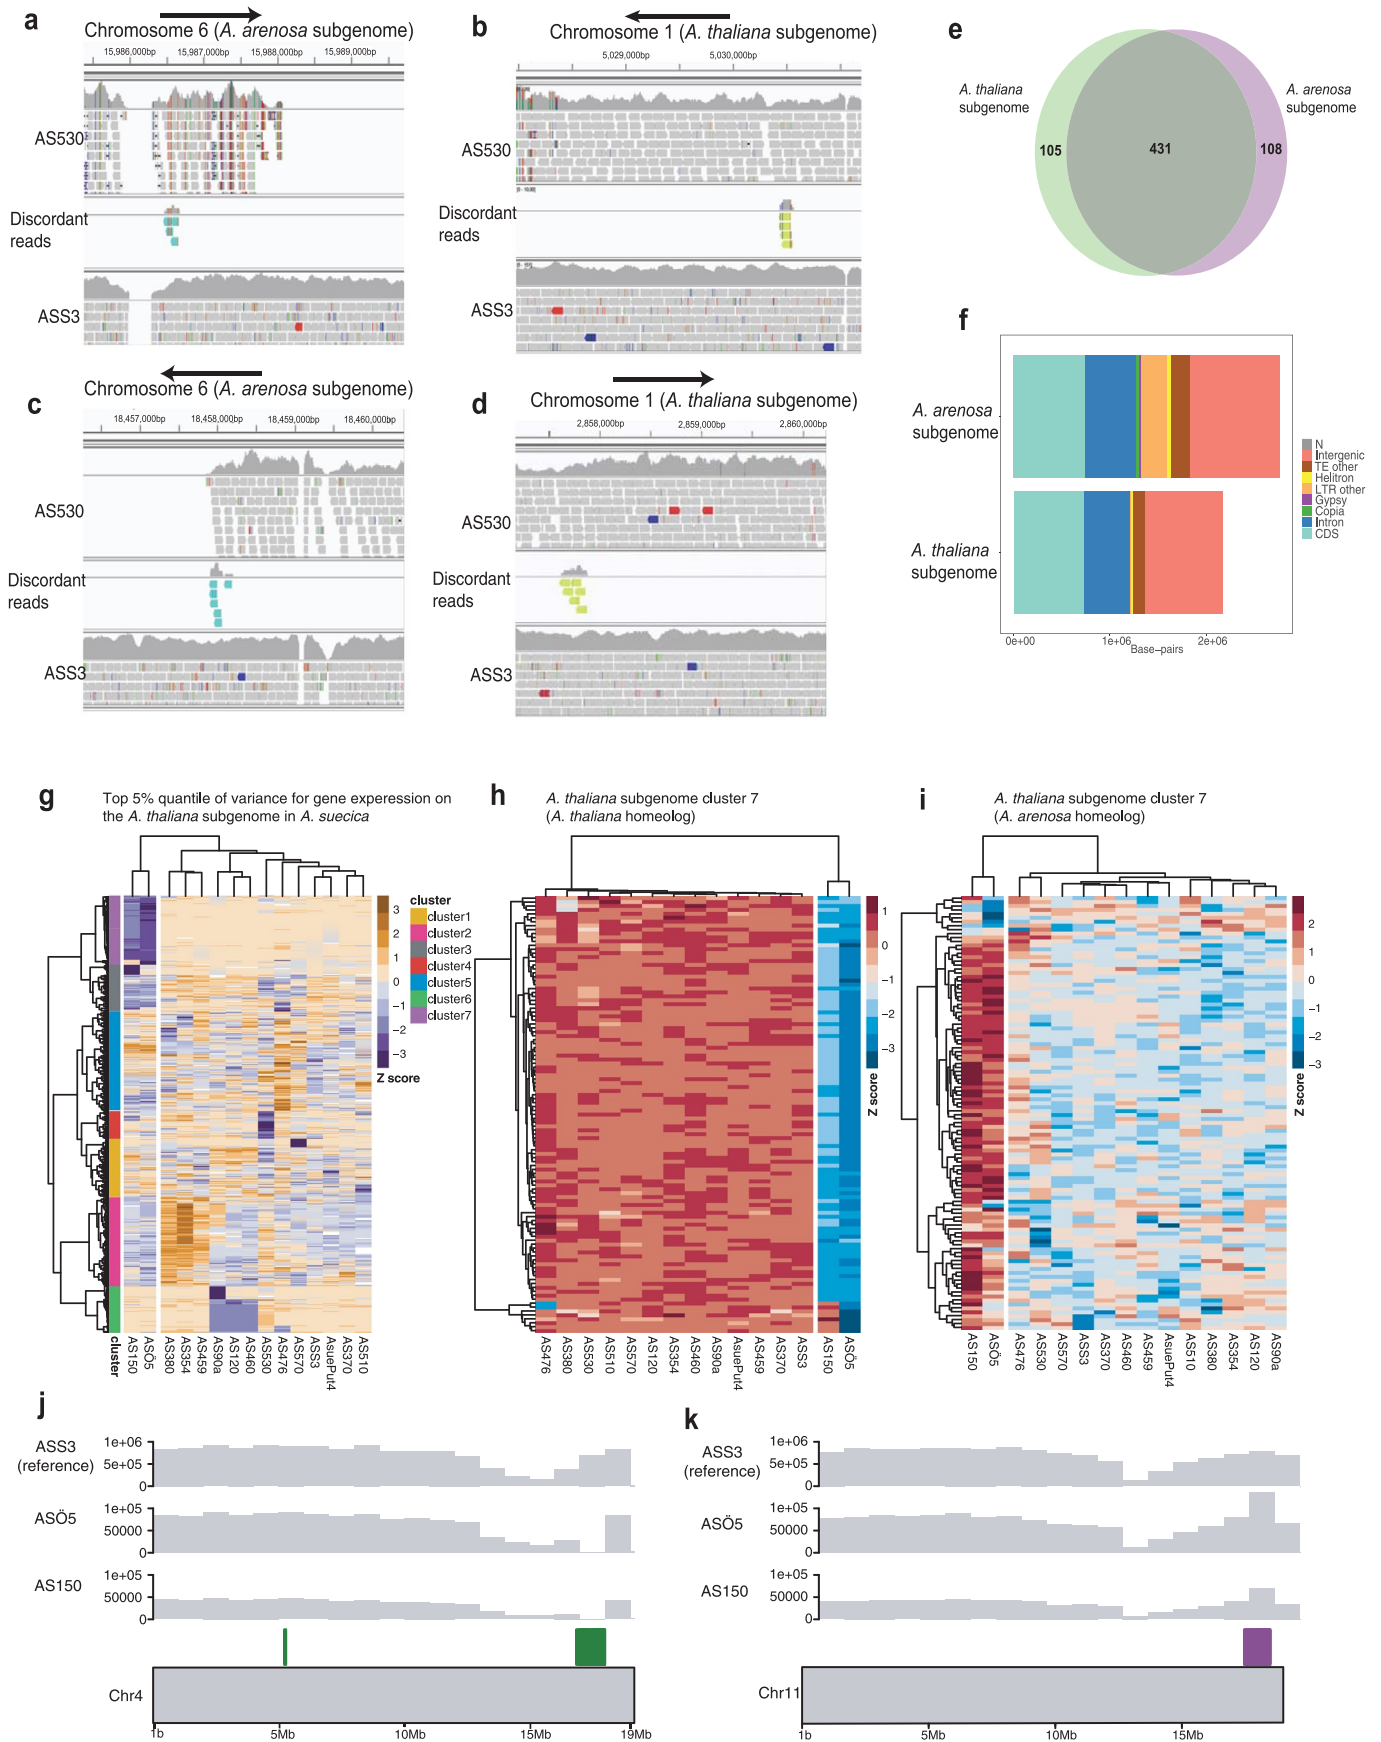 a
Chromosome 6 (A. arenosa subgenome)
15,986,000bp 15,987,000bp 15,988,000bp 15,989,000bp
AS530
Discordant
reads
ASS3
b
Chromosome 1 (A. thaliana subgenome)
5,029,000bp 5,030,000bp
AS530
Discordant
reads
ASS3
c
Chromosome 6 (A. arenosa subgenome)
18,457,000bp 18,458,000bp 18,459,000bp 18,460,000bp
AS530
Discordant
reads
ASS3
d
Chromosome 1 (A. thaliana subgenome)
2,858,000bp 2,859,000bp 2,860,000bp
AS530
Discordant
reads
ASS3
e
A. thaliana
subgenome
A. arenosa
subgenome
105 431 108
f
A. arenosa
subgenome
A. thaliana
subgenome
0e+00 1e+06 2e+06
Base-pairs
N
Intergenic
TE other
Helitron
LTR other
Gypsy
Copia
Intron
CDS
g
Top 5% quantile of variance for gene experession on
the A. thaliana subgenome in A. suecica
3
2
1
0
−1
−2
−3
Z score
cluster
cluster1
cluster2
cluster3
cluster4
cluster5
cluster6
cluster7
cluster AS150 ASÖ5 AS380 AS354 AS459 AS90a AS120 AS460 AS530 AS476 AS570 ASS3 AsuePut4 AS370 AS510
h
A. thaliana subgenome cluster 7
(A. thaliana homeolog)
1
0
−1
−2
−3
Z score
AS476 AS380 AS530 AS510 AS570 AS120 AS354 AS460 AS90a AsuePut4 AS459 AS370 ASS3 AS150 ASÖ5
i
A. thaliana subgenome cluster 7
(A. arenosa homeolog)
2
1
0
−1
−2
−3
Z score
AS150 ASÖ5 AS476 AS530 AS570 ASS3 AS370 AS460 AS459 AsuePut4 AS510 AS380 AS354 AS120 AS90a
j
ASS3
(reference)
1e+06
5e+05
0
ASÖ5
1e+05
50000
0
AS150
1e+05
50000
0
Chr4
1b 5Mb 10Mb 15Mb 19Mb
k
ASS3
(reference)
1e+06
5e+05
0
ASÖ5
1e+05
50000
0
AS150
1e+05
50000
0
Chr11
1b 5Mb 10Mb 15Mb